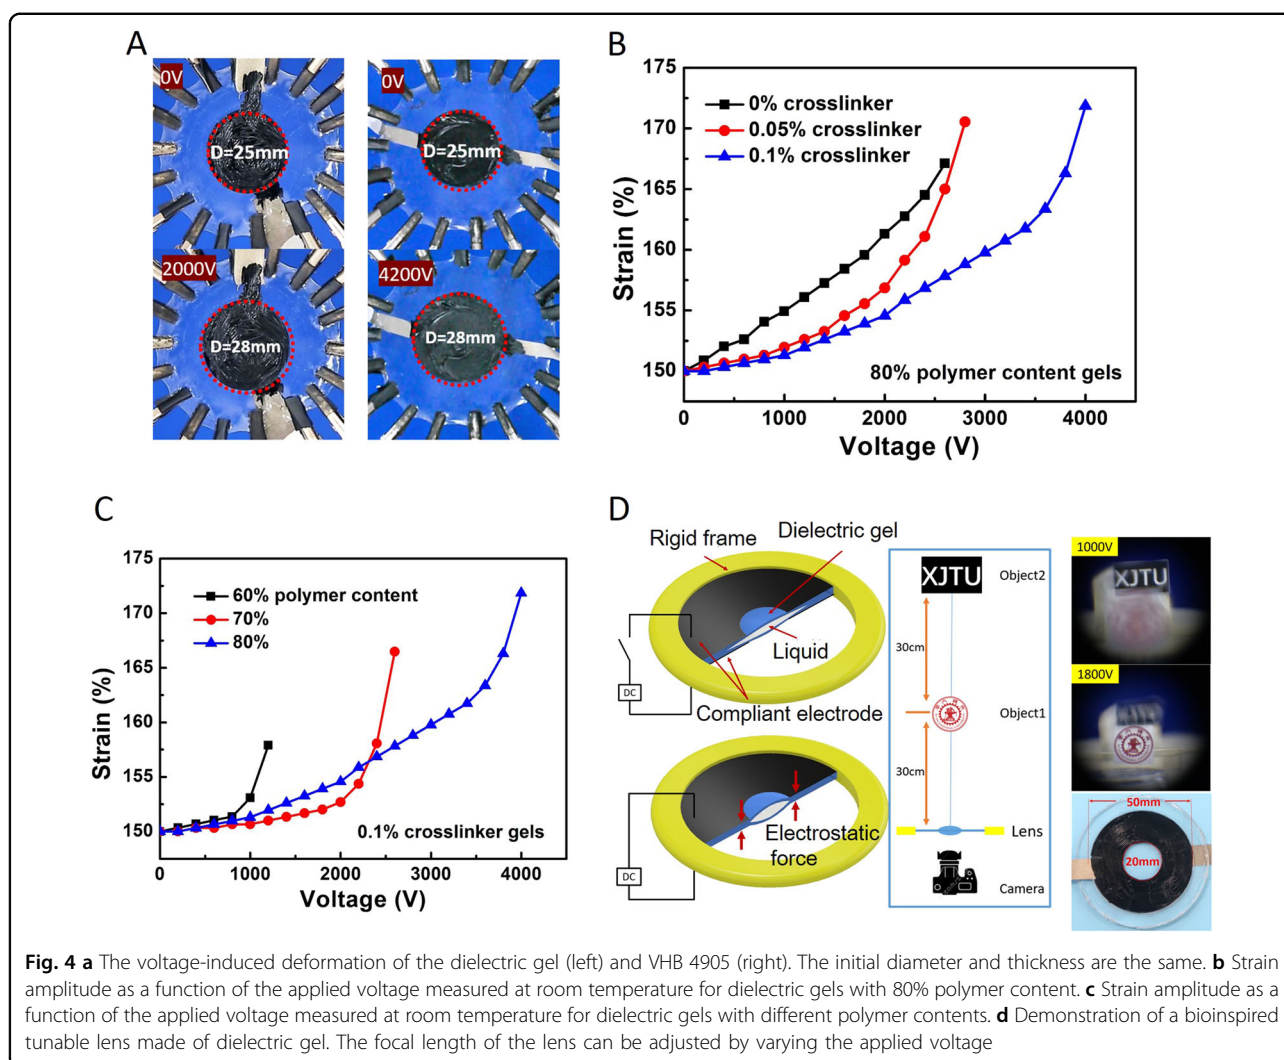 A
0V
D=25mm
0V
D=25mm
2000V
D=28mm
4200V
D=28mm
B
175
170
165
160
155
150
Strain (%)
0% crosslinker
0.05% crosslinker
0.1% crosslinker
80% polymer content gels
0 1000 2000 3000 4000
Voltage (V)
C
175
170
165
160
155
150
Strain (%)
60% polymer content
70%
80%
0.1% crosslinker gels
0 1000 2000 3000 4000
Voltage (V)
D
Rigid frame
Dielectric gel
Liquid
DC
Compliant electrode
DC
Electrostatic
force
XJTU
Object2
30cm
Object1
30cm
Lens
Camera
1000V
XJTU
1800V
50mm
20mm
Fig. 4 a The voltage-induced deformation of the dielectric gel (left) and VHB 4905 (right). The initial diameter and thickness are the same. b Strain
amplitude as a function of the applied voltage measured at room temperature for dielectric gels with 80% polymer content. c Strain amplitude as a
function of the applied voltage measured at room temperature for dielectric gels with different polymer contents. d Demonstration of a bioinspired
tunable lens made of dielectric gel. The focal length of the lens can be adjusted by varying the applied voltage